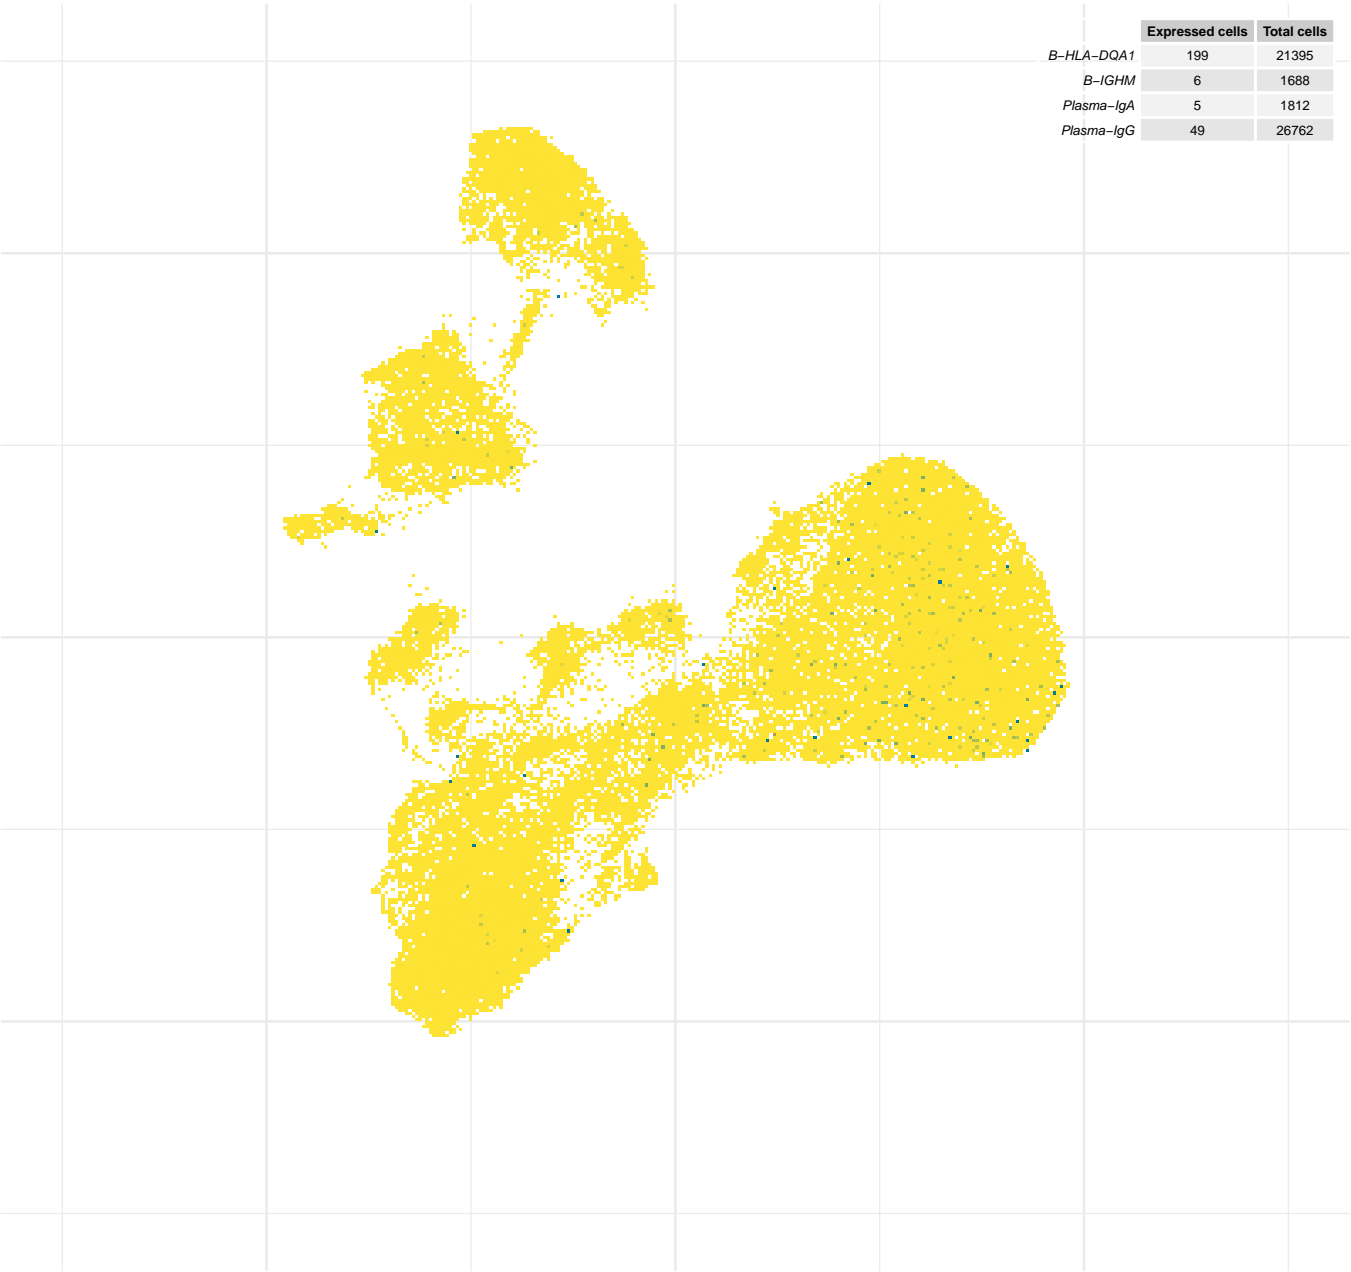 Expressed cells Total cells
B−HLA−DQA1 199 21395
B−IGHM 6 1688
Plasma−IgA 5 1812
Plasma−IgG 49 26762